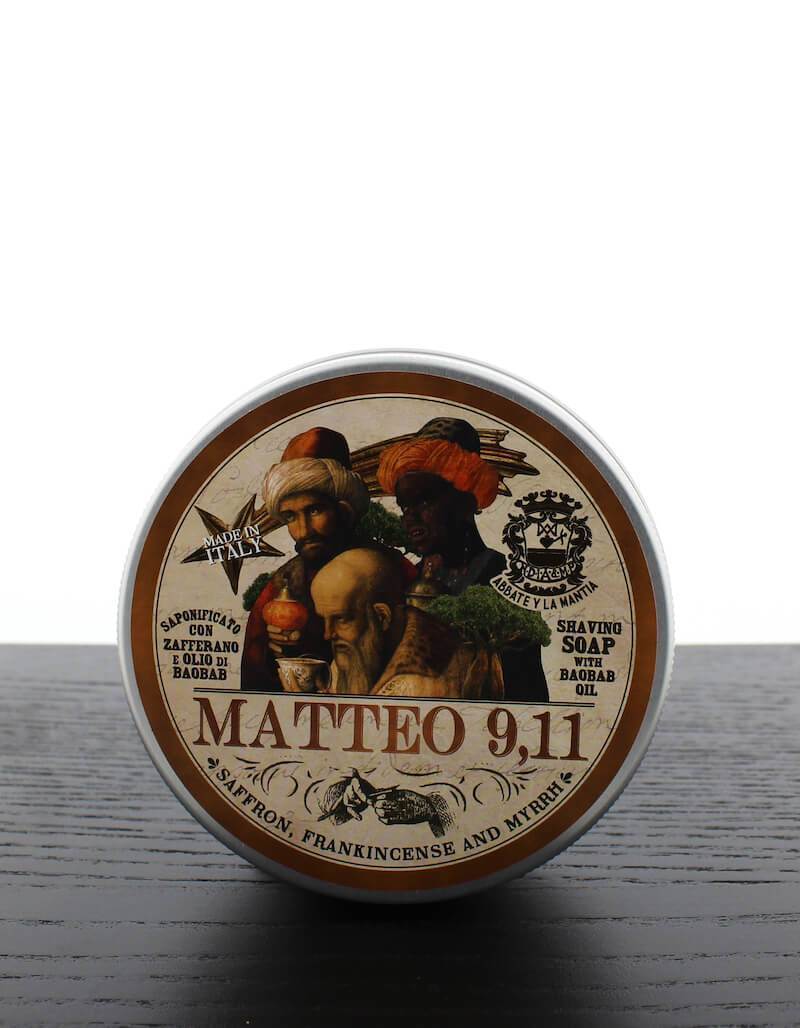 MADE IN
ITALY
ABBATE Y LA MANTIA
SAPONIFICATO
CON
ZAFFERANO
E OLIO DI
BAOBAB
SHAVING
SOAP
WITH
BAOBAB
OIL
MATTEO 9,11
SAFFRON, FRANKINCENSE AND MYRRH